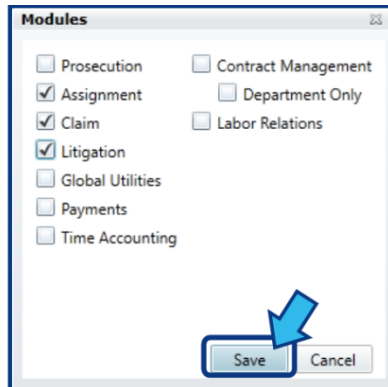 Modules
Prosecution
Assignment
Claim
Litigation
Global Utilities
Payments
Time Accounting
Contract Management
Department Only
Labor Relations
Save
Cancel